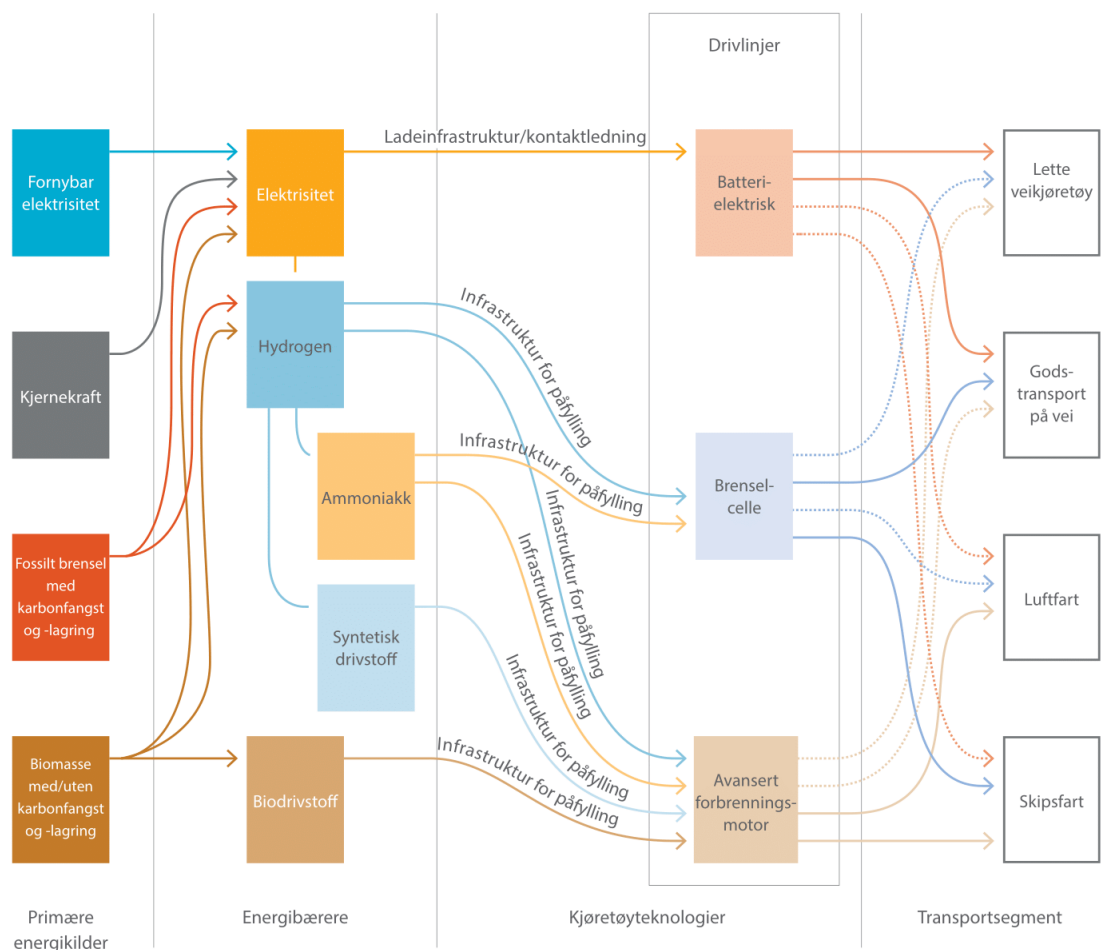 Drivlinjer
Fornybar
elektrisitet
Kjernekraft
Fossilt brensel
med
karbonfangst
og -lagring
Biomasse
med/uten
karbonfangst
og -lagring
Elektrisitet
Hydrogen
Ammoniakk
Syntetisk
drivstoff
Biodrivstoff
Ladeinfrastruktur/kontaktledning
Infrastruktur for påfylling
Infrastruktur for påfylling
Infrastruktur for påfylling
Infrastruktur for påfylling
Infrastruktur for påfylling
Infrastruktur for påfylling
Batteri-
elektrisk
Brensel-
celle
Avansert
forbrennings-
motor
Lette
veikjøretøy
Gods-
transport
på vei
Luftfart
Skipsfart
Primære
energikilder
Energibærere
Kjøretøyteknologier
Transportsegment